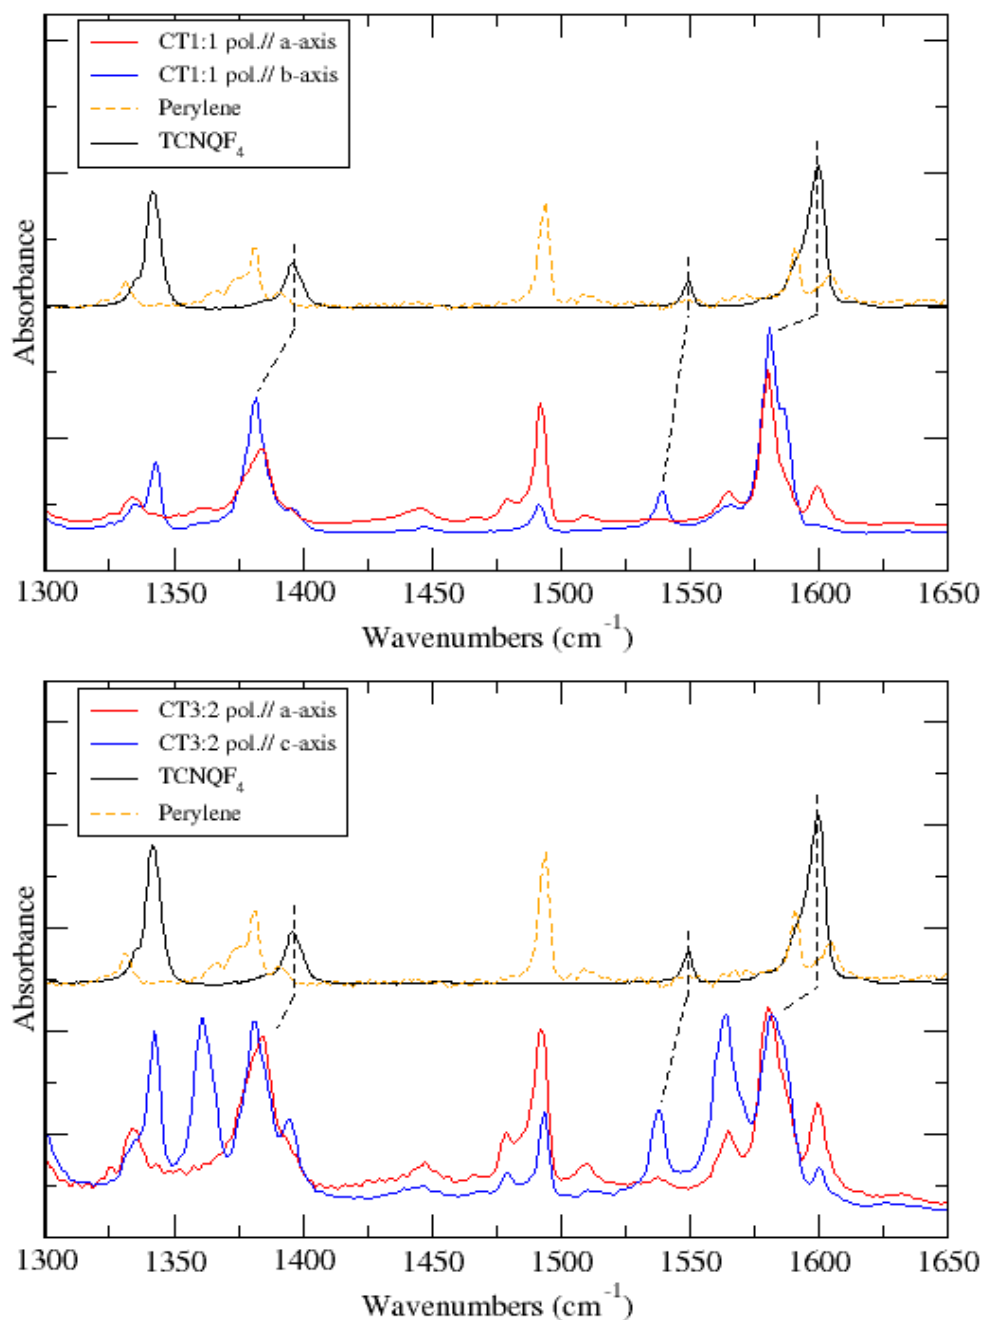 CT1:1 pol.// a-axis
CT1:1 pol.// b-axis
Perylene
TCNQF₄
Absorbance
1300 1350 1400 1450 1500 1550 1600 1650
Wavenumbers (cm⁻¹)
CT3:2 pol.// a-axis
CT3:2 pol.// c-axis
TCNQF₄
Perylene
Absorbance
1300 1350 1400 1450 1500 1550 1600 1650
Wavenumbers (cm⁻¹)